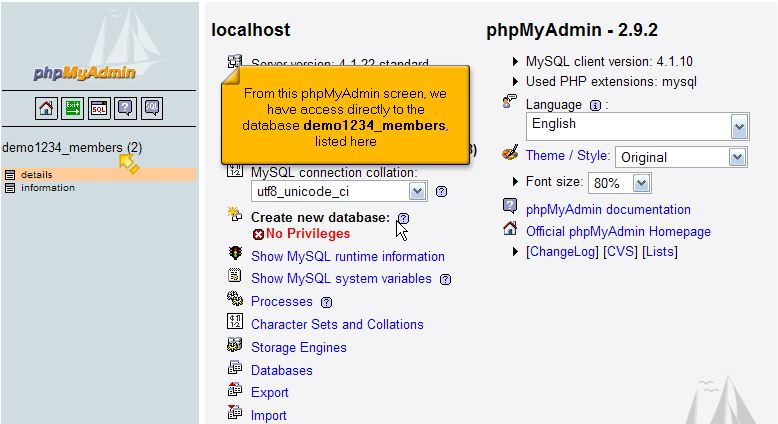 phpMyAdmin
SQL
demo1234_members (2)
details
information
localhost
Server version: 4.1.22-standard
From this phpMyAdmin screen, we
have access directly to the
database demo1234_members,
listed here
MySQL connection collation:
utf8_unicode_ci
Create new database:
No Privileges
Show MySQL runtime information
Show MySQL system variables
Processes
Character Sets and Collations
Storage Engines
Databases
Export
Import
phpMyAdmin - 2.9.2
MySQL client version: 4.1.10
Used PHP extensions: mysql
Language :
English
Theme / Style: Original
Font size: 80%
phpMyAdmin documentation
Official phpMyAdmin Homepage
[ChangeLog] [CVS] [Lists]